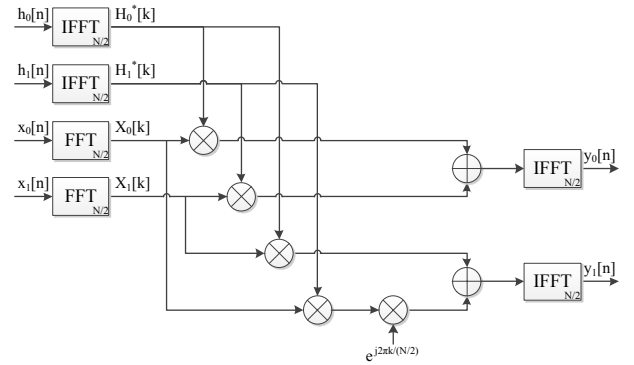 h₀[n] IFFT N/2 H₀*[k]
h₁[n] IFFT N/2 H₁*[k]
x₀[n] FFT N/2 X₀[k]
x₁[n] FFT N/2 X₁[k]
IFFT N/2 y₀[n]
IFFT N/2 y₁[n]
e^j2πk/(N/2)